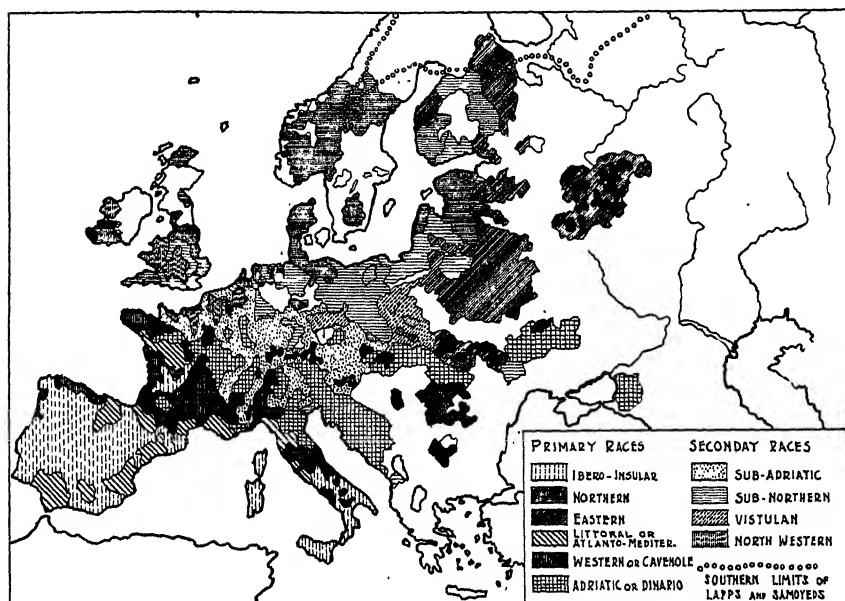 PRIMARY RACES
IBERO-INSULAR
NORTHERN
EASTERN
LITTORAL OR
ATLANTO-MEDITER.
WESTERN OR CAVENOLE
ADRIATIC OR DINARIO
SECONDAY RACES
SUB-ADRIATIC
SUB-NORTHERN
VISTULAN
NORTH WESTERN
SOUTHERN LIMITS OF
LAPPS AND SAMOYEDS